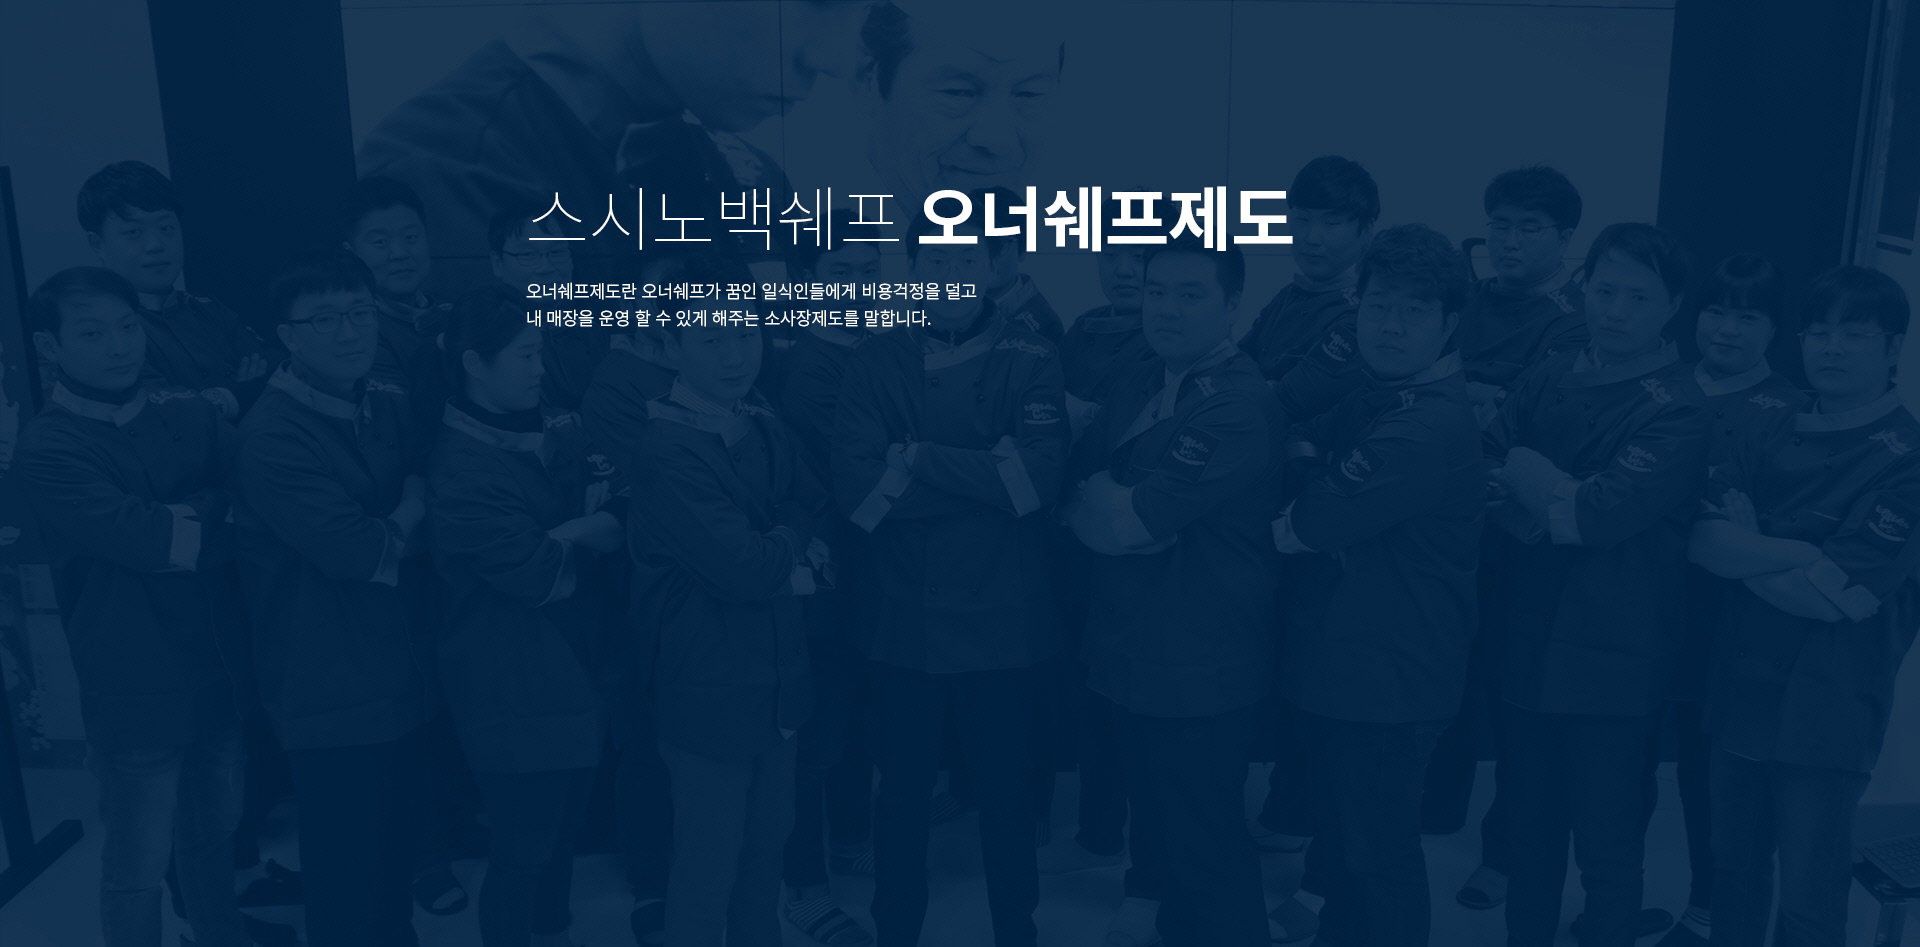 스시노백쉐프 오너쉐프제도
오너쉐프제도란 오너쉐프가 꿈인 일식인들에게 비용걱정을 덜고
내 매장을 운영 할 수 있게 해주는 소사장제도를 말합니다.